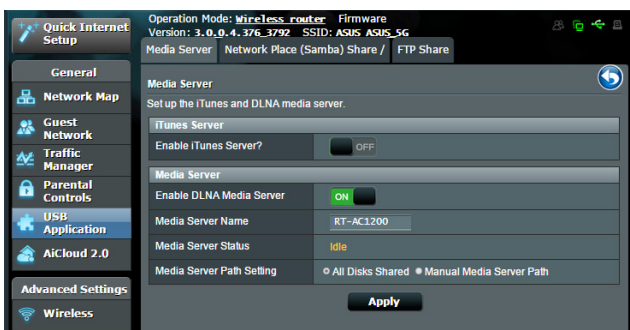 Operation Mode: Wireless router Firmware
Version: 3.0.0.4.376_3792 SSID: ASUS ASUS_5G
Quick Internet
Setup
General
Network Map
Guest
Network
Traffic
Manager
Parental
Controls
USB
Application
AiCloud 2.0
Advanced Settings
Wireless
Media Server Network Place (Samba) Share / FTP Share
Media Server
Set up the iTunes and DLNA media server.
iTunes Server
Enable iTunes Server? OFF
Media Server
Enable DLNA Media Server ON
Media Server Name RT-AC1200
Media Server Status Idle
Media Server Path Setting All Disks Shared Manual Media Server Path
Apply